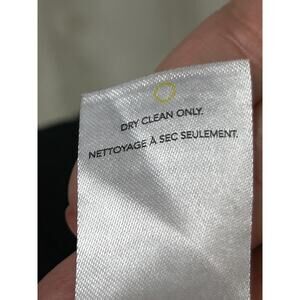 DRY CLEAN ONLY.
NETTOYAGE À SEC SEULEMENT.